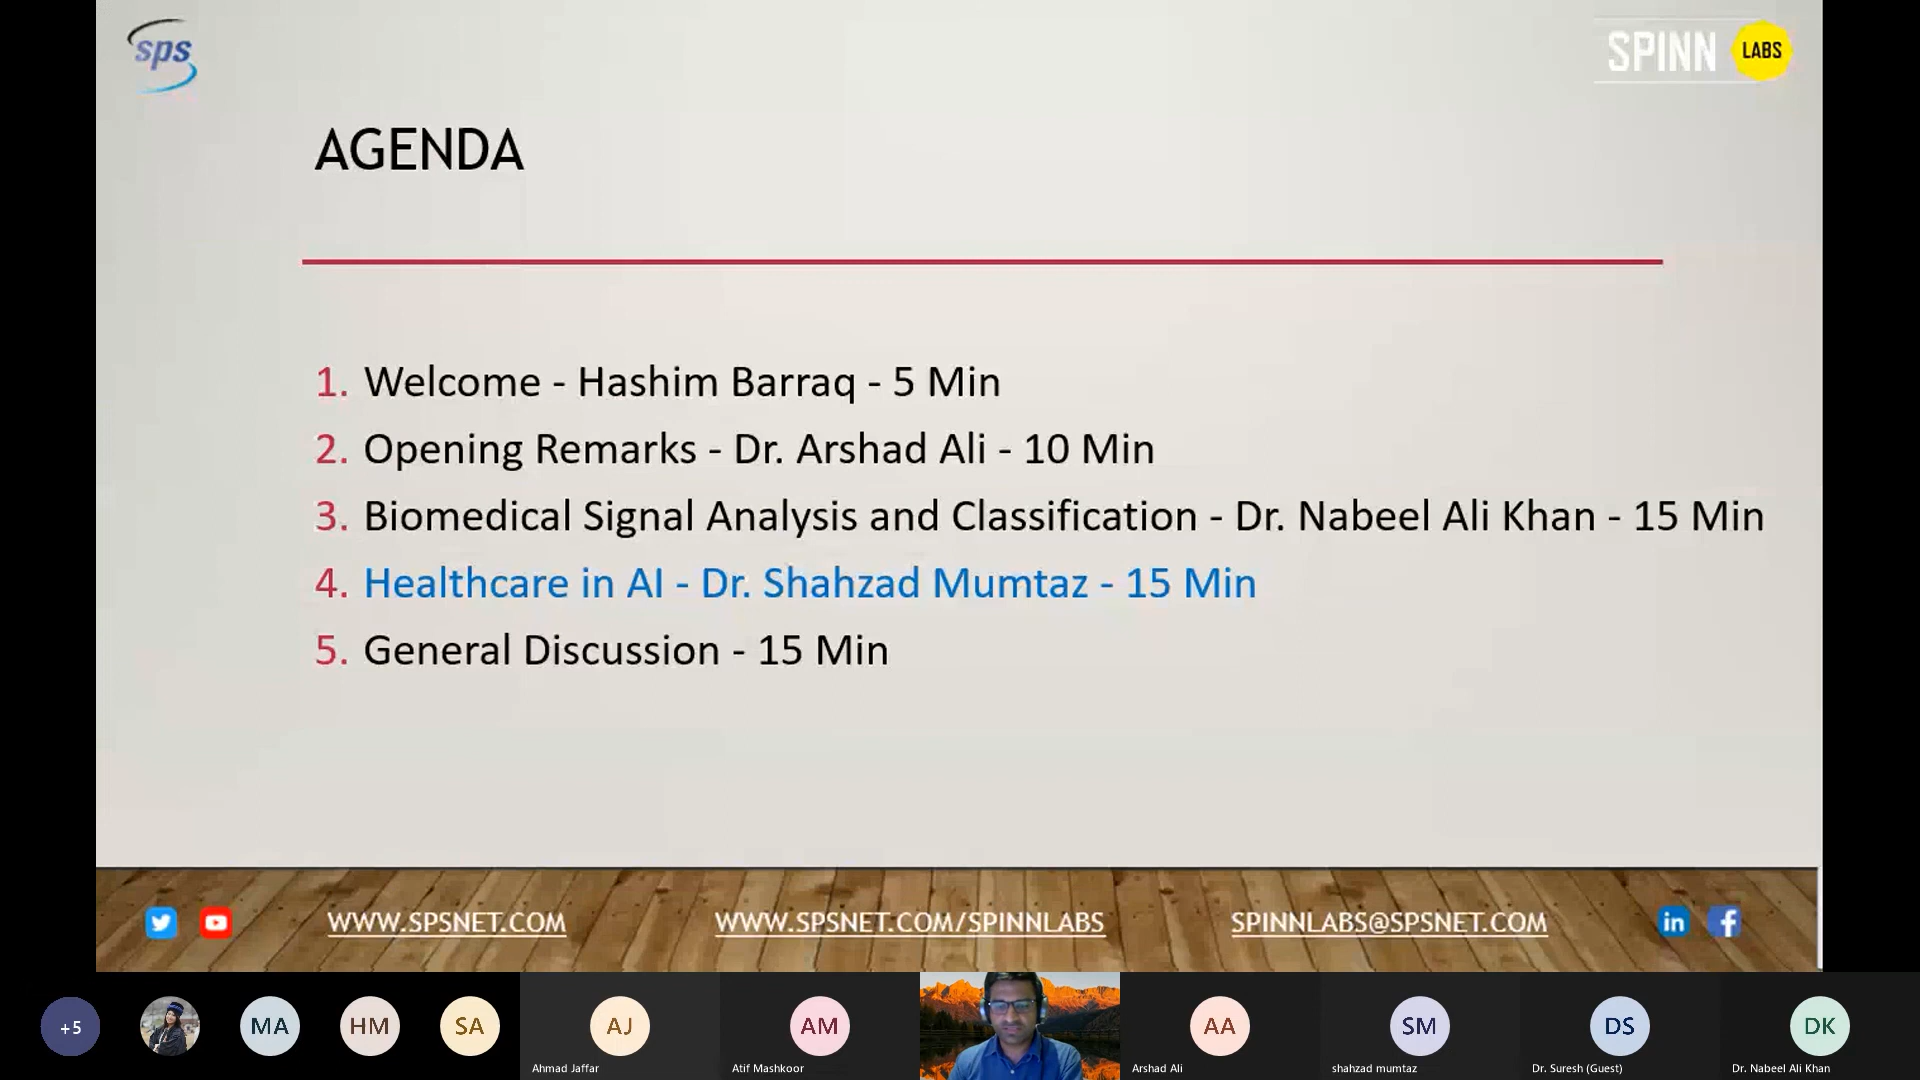 sps
SPINN LABS
AGENDA
1. Welcome - Hashim Barraq - 5 Min
2. Opening Remarks - Dr. Arshad Ali - 10 Min
3. Biomedical Signal Analysis and Classification - Dr. Nabeel Ali Khan - 15 Min
4. Healthcare in AI - Dr. Shahzad Mumtaz - 15 Min
5. General Discussion - 15 Min
WWW.SPSNET.COM
WWW.SPSNET.COM/SPINNLABS
SPINNLABS@SPSNET.COM
in
f
+5
MA
HM
SA
AJ
Ahmad Jaffar
AM
Atif Mashkoor
AA
Arshad Ali
SM
shahzad mumtaz
DS
Dr. Suresh (Guest)
DK
Dr. Nabeel Ali Khan